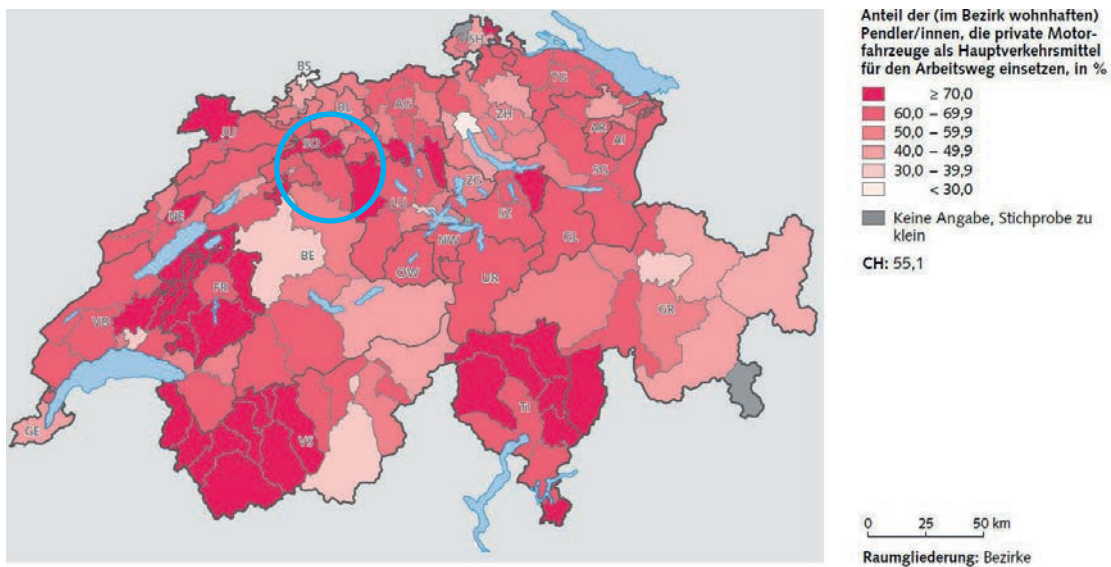 Anteil der (im Bezirk wohnhaften)
Pendler/innen, die private Motor-
fahrzeuge als Hauptverkehrsmittel
für den Arbeitsweg einsetzen, in %
≥ 70,0
60,0 – 69,9
50,0 – 59,9
40,0 – 49,9
30,0 – 39,9
< 30,0
Keine Angabe, Stichprobe zu
klein
CH: 55,1
SH
BS
TG
BL
AG
ZH
JU
SO
AR
AI
SG
ZG
NE
LU
SZ
NW
GL
BE
OW
UR
FR
GR
VD
TI
GE
VS
0 25 50 km
Raumgliederung: Bezirke